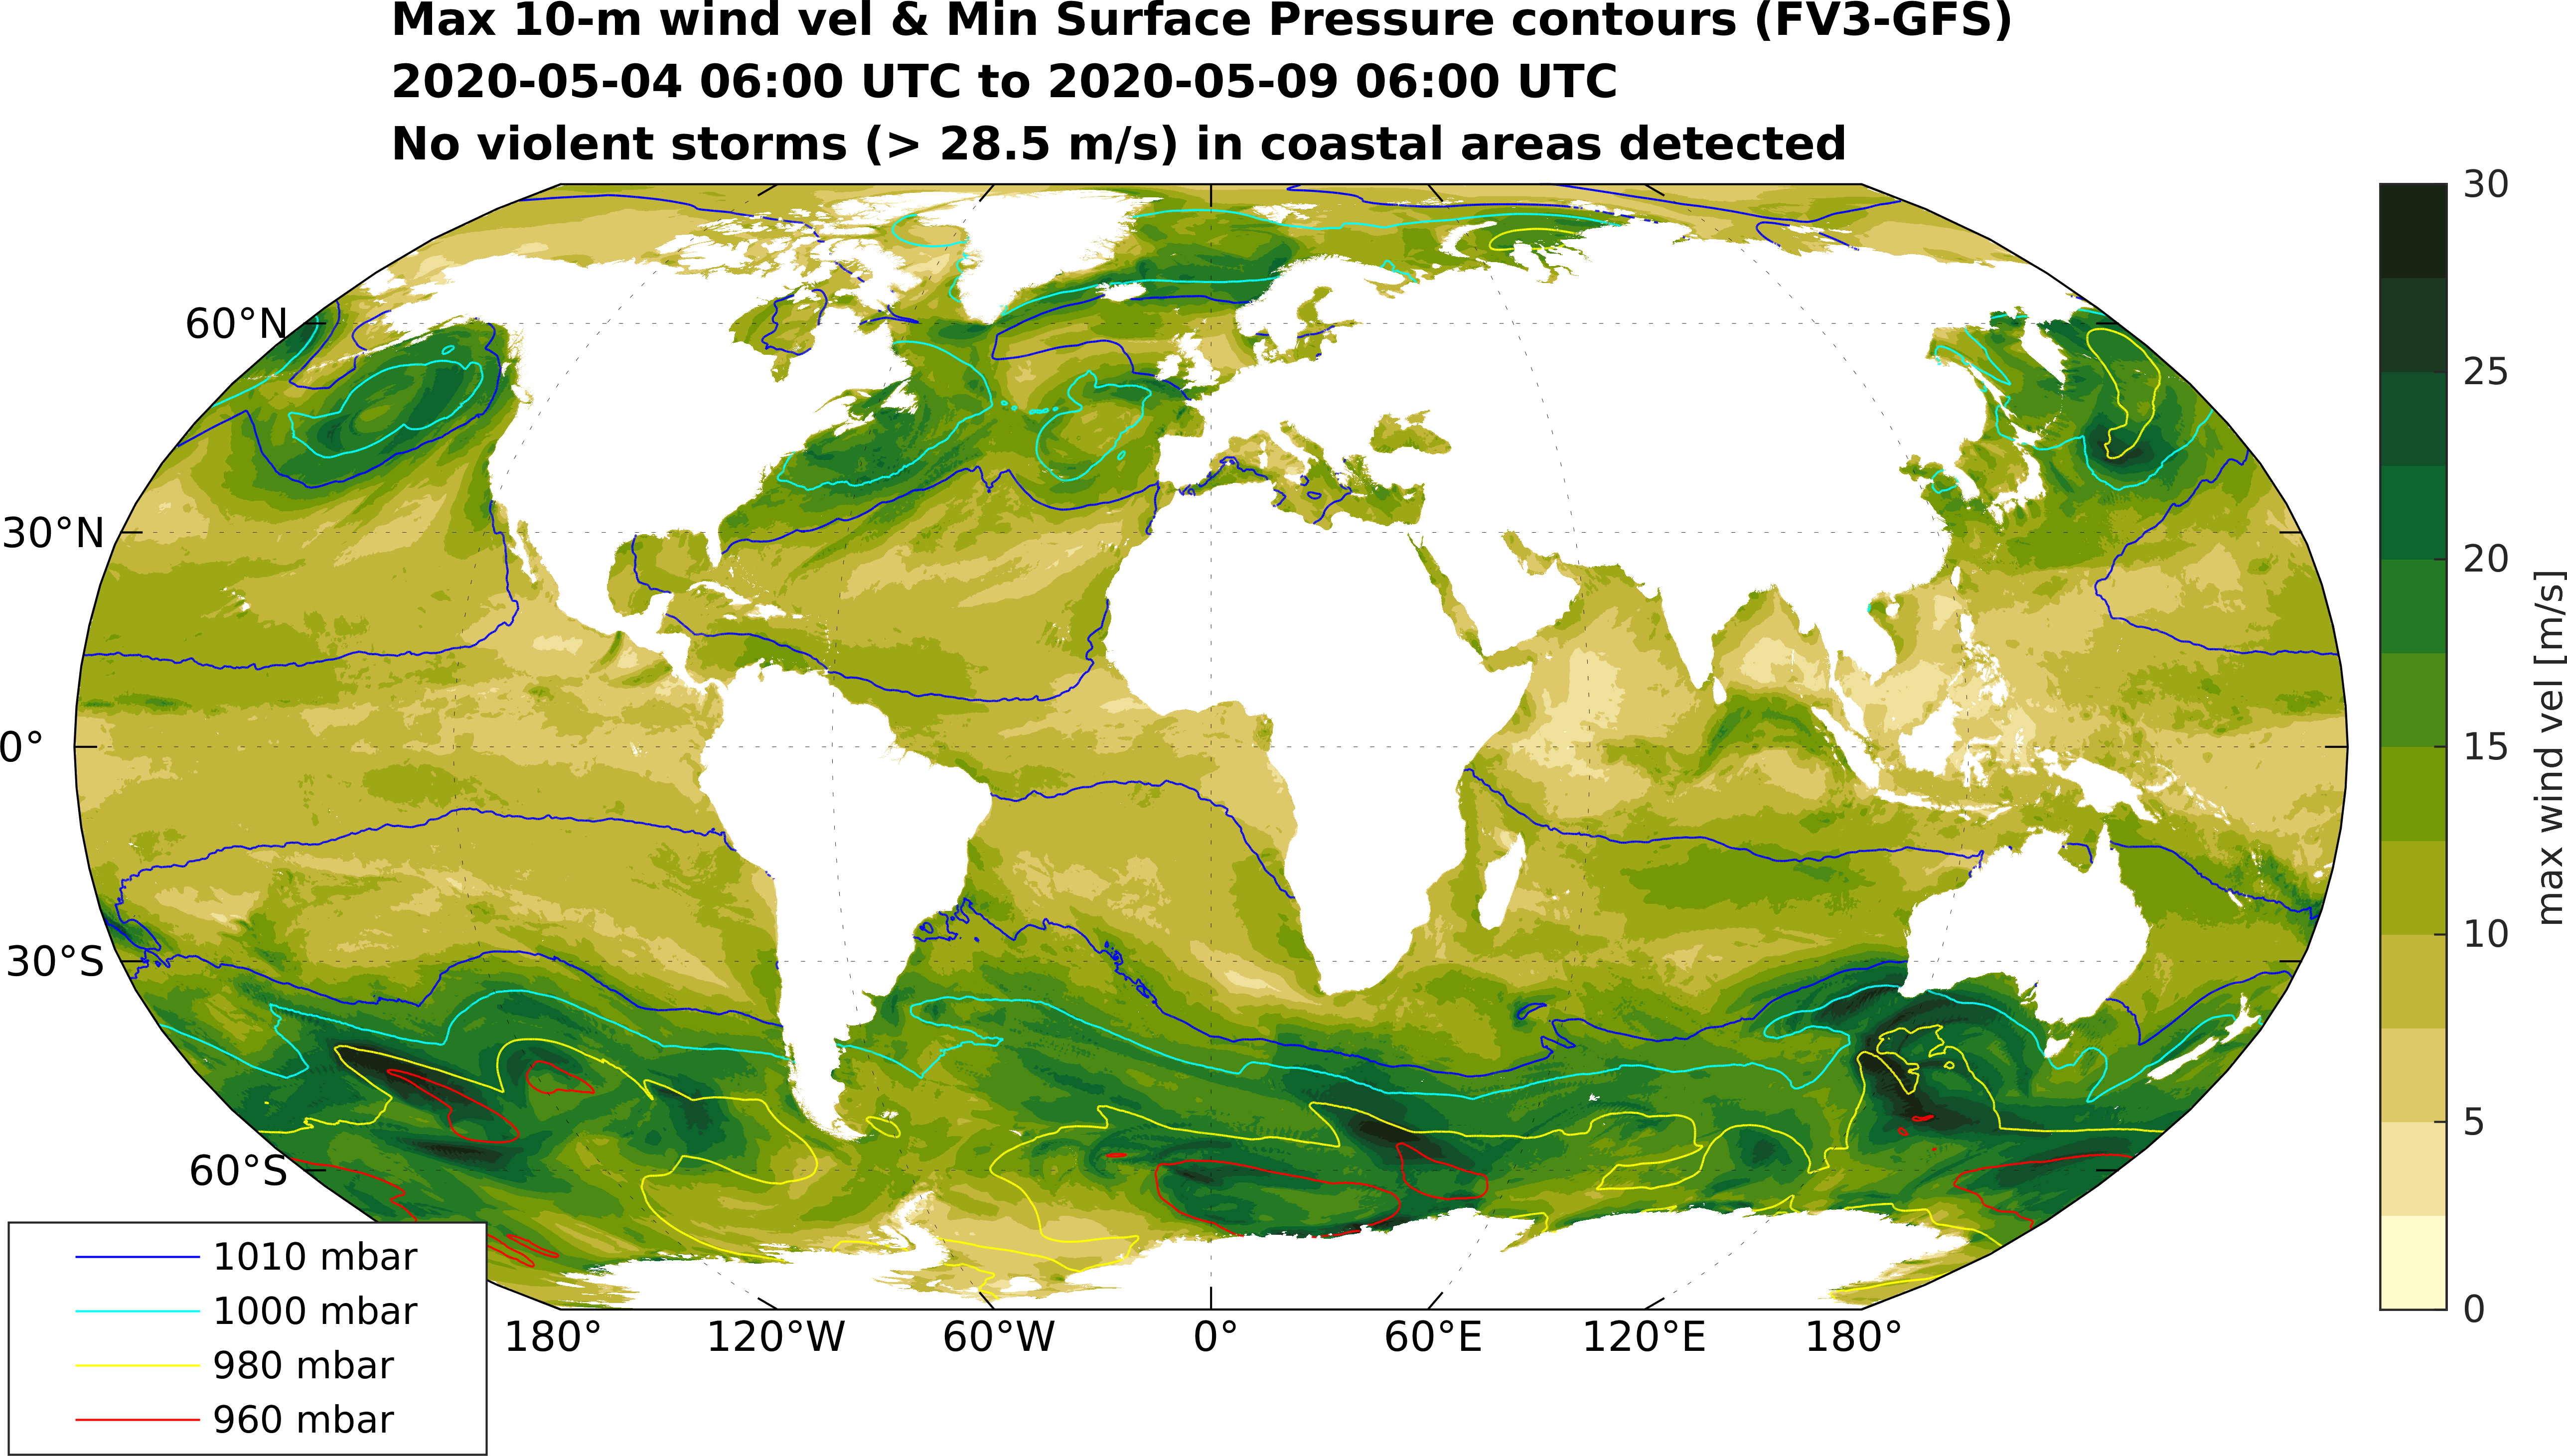 Max 10-m wind vel & Min Surface Pressure contours (FV3-GFS)
2020-05-04 06:00 UTC to 2020-05-09 06:00 UTC
No violent storms (> 28.5 m/s) in coastal areas detected
60°N
30°N
0°
30°S
60°S
180°
120°W
60°W
0°
60°E
120°E
180°
1010 mbar
1000 mbar
980 mbar
960 mbar
30
25
20
15
10
5
0
max wind vel [m/s]